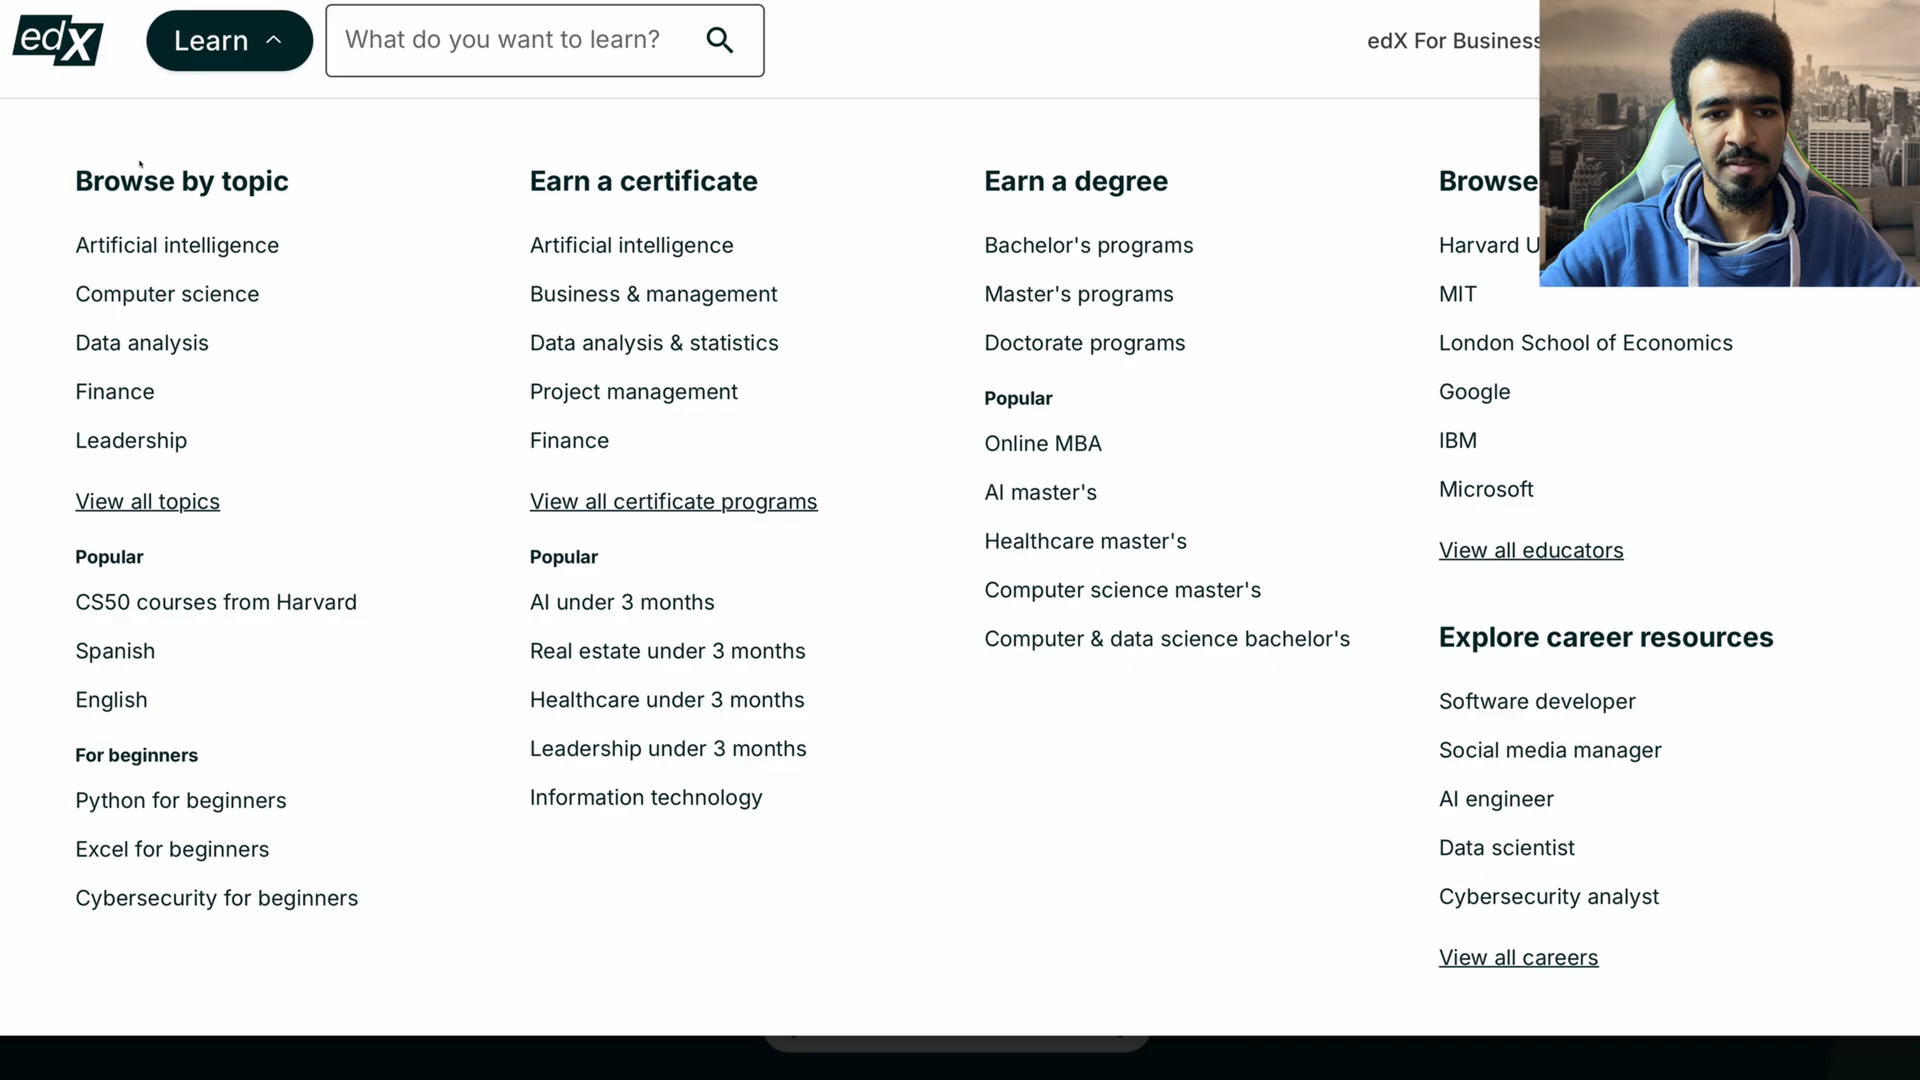 edX
Learn
What do you want to learn?
edX For Business
Browse by topic
Artificial intelligence
Computer science
Data analysis
Finance
Leadership
View all topics
Popular
CS50 courses from Harvard
Spanish
English
For beginners
Python for beginners
Excel for beginners
Cybersecurity for beginners
Earn a certificate
Artificial intelligence
Business & management
Data analysis & statistics
Project management
Finance
View all certificate programs
Popular
AI under 3 months
Real estate under 3 months
Healthcare under 3 months
Leadership under 3 months
Information technology
Earn a degree
Bachelor's programs
Master's programs
Doctorate programs
Popular
Online MBA
AI master's
Healthcare master's
Computer science master's
Computer & data science bachelor's
Browse
Harvard U
MIT
London School of Economics
Google
IBM
Microsoft
View all educators
Explore career resources
Software developer
Social media manager
AI engineer
Data scientist
Cybersecurity analyst
View all careers